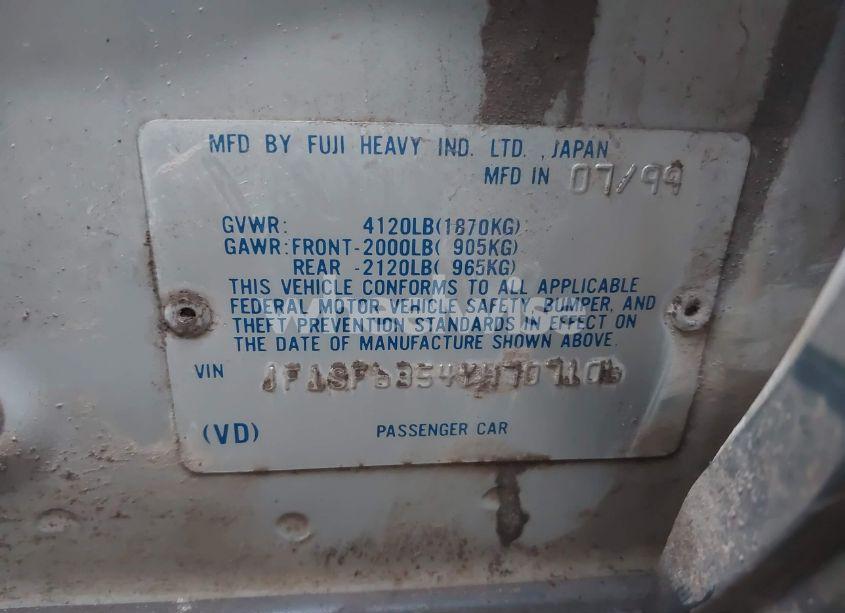 MFD BY FUJI HEAVY IND. LTD. , JAPAN
MFD IN 07/99
GVWR: 4120LB(1870KG)
GAWR:FRONT-2000LB( 905KG)
REAR -2120LB( 965KG)
THIS VEHICLE CONFORMS TO ALL APPLICABLE
FEDERAL MOTOR VEHICLE SAFETY, BUMPER, AND
THEFT PREVENTION STANDARDS IN EFFECT ON
THE DATE OF MANUFACTURE SHOWN ABOVE.
VIN
(VD) PASSENGER CAR